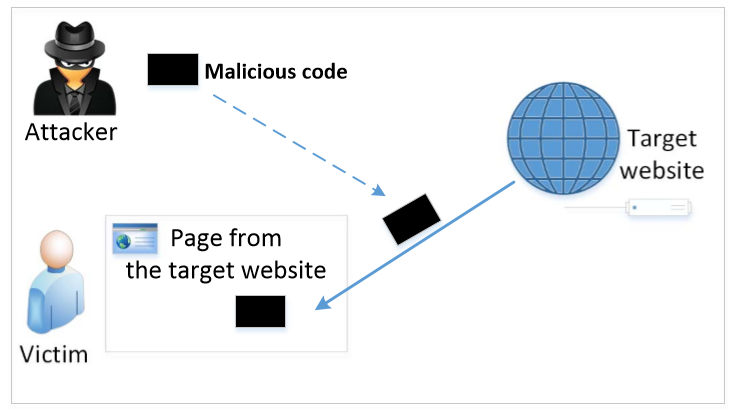 Malicious code
Attacker
Target
website
Page from
the target website
Victim